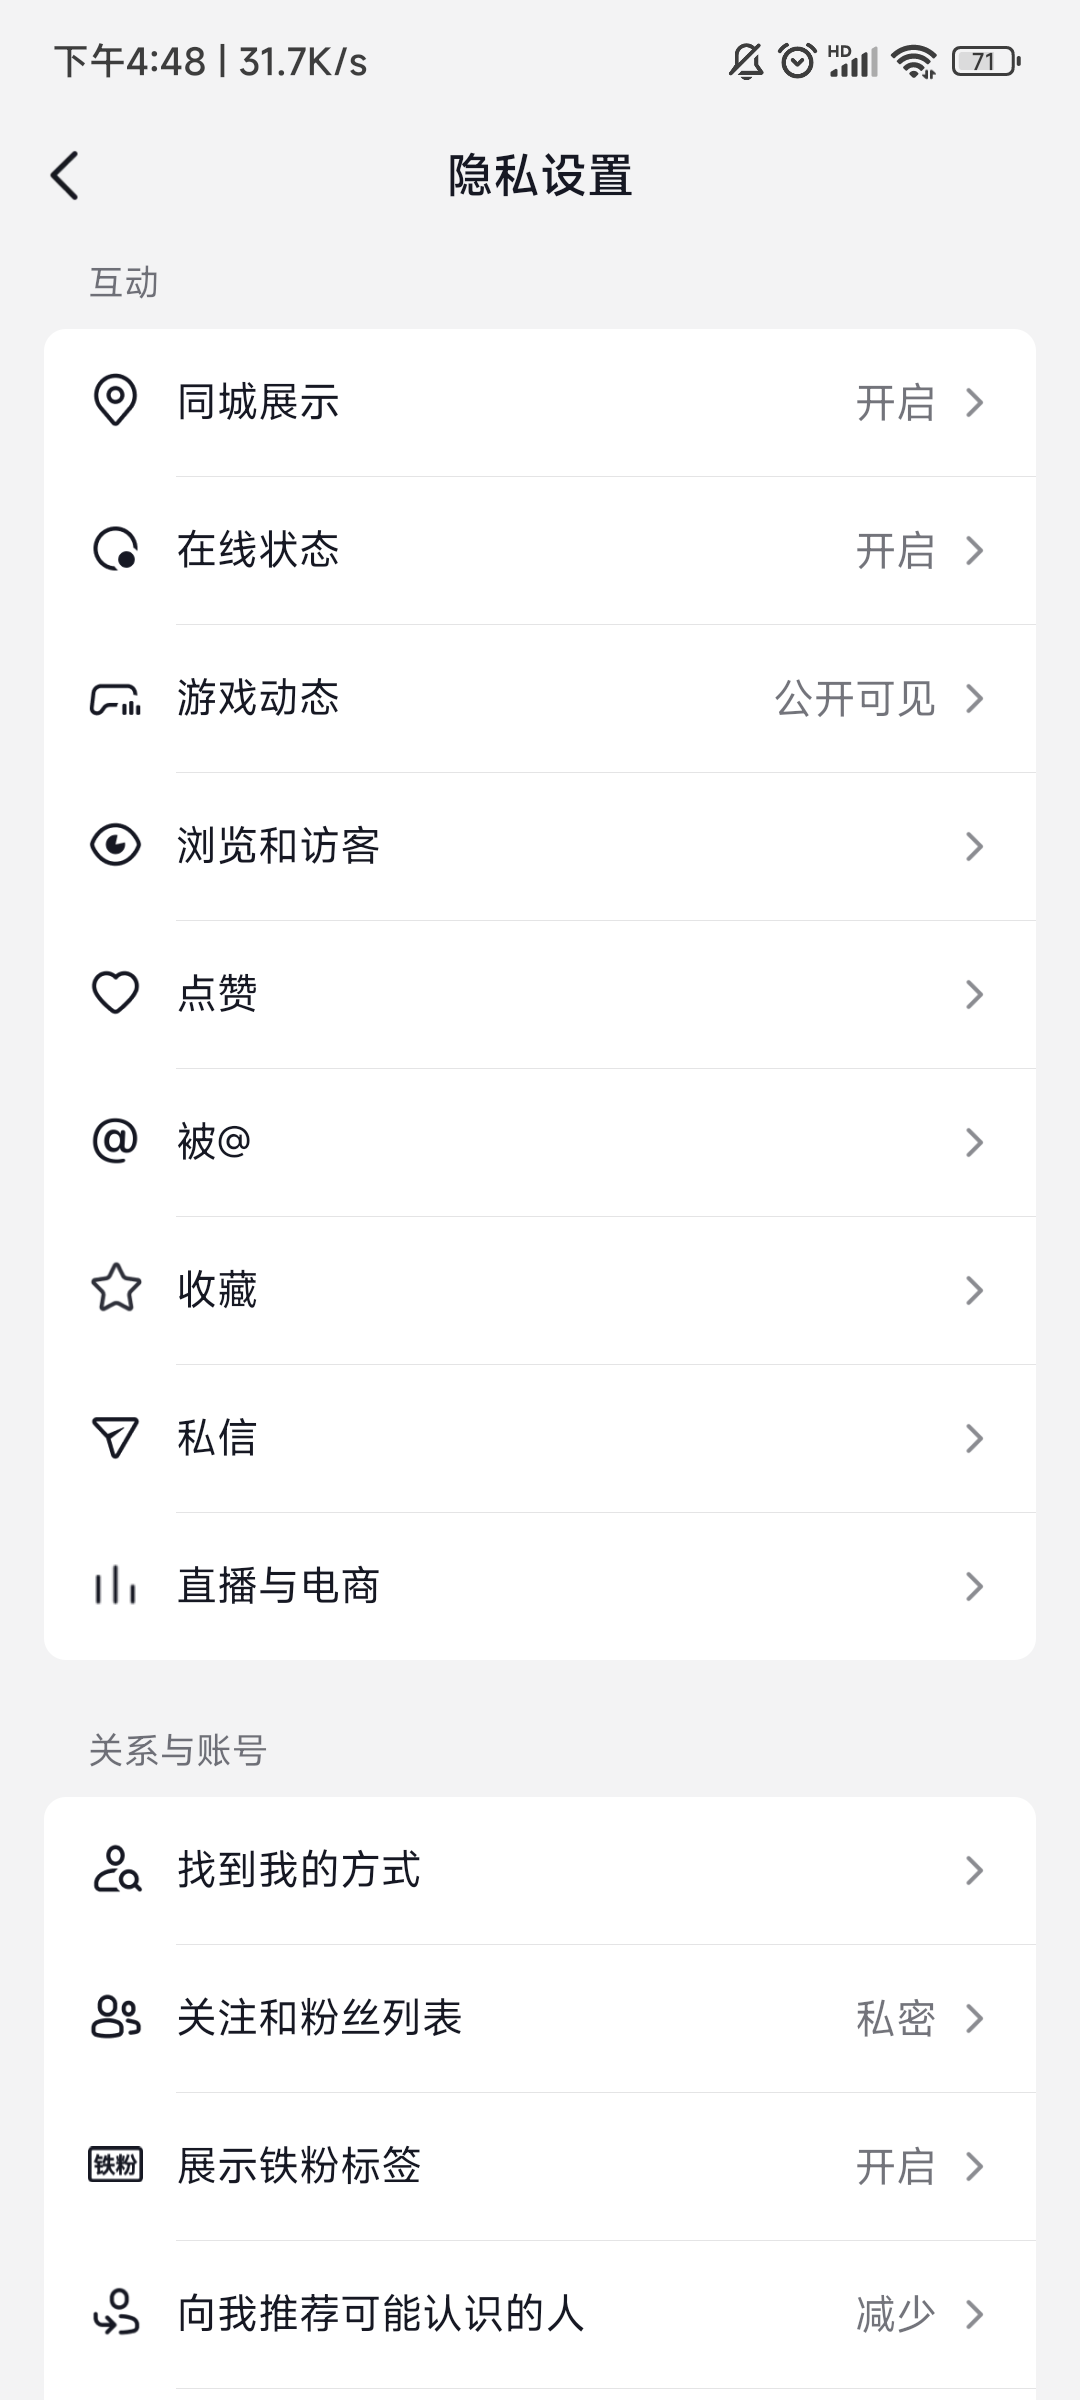 下午4:48 | 31.7K/s HD 71
隐私设置
互动
同城展示 开启
在线状态 开启
游戏动态 公开可见
浏览和访客
点赞
@ 被@
收藏
私信
直播与电商
关系与账号
找到我的方式
关注和粉丝列表 私密
铁粉 展示铁粉标签 开启
向我推荐可能认识的人 减少